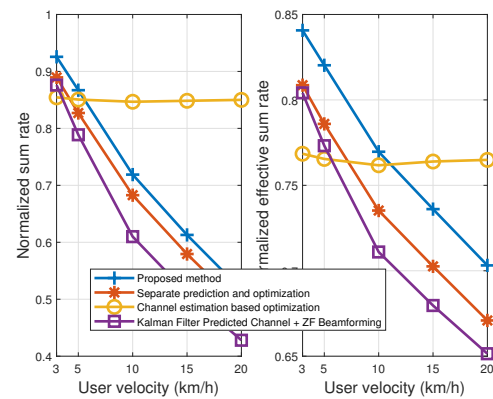 1
0.9
0.8
0.7
0.6
0.5
0.4
3 5 10 15 20
User velocity (km/h)
Normalized sum rate
0.85
0.8
0.75
0.65
3 5 10 15 20
User velocity (km/h)
effective sum rate
Proposed method
Separate prediction and optimization
Channel estimation based optimization
Kalman Filter Predicted Channel + ZF Beamforming